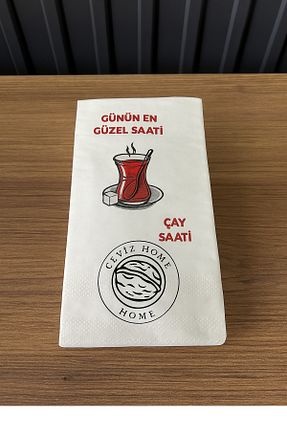 GÜNÜN EN
GÜZEL SAATİ
ÇAY
SAATİ
CEVİZ HOME
HOME